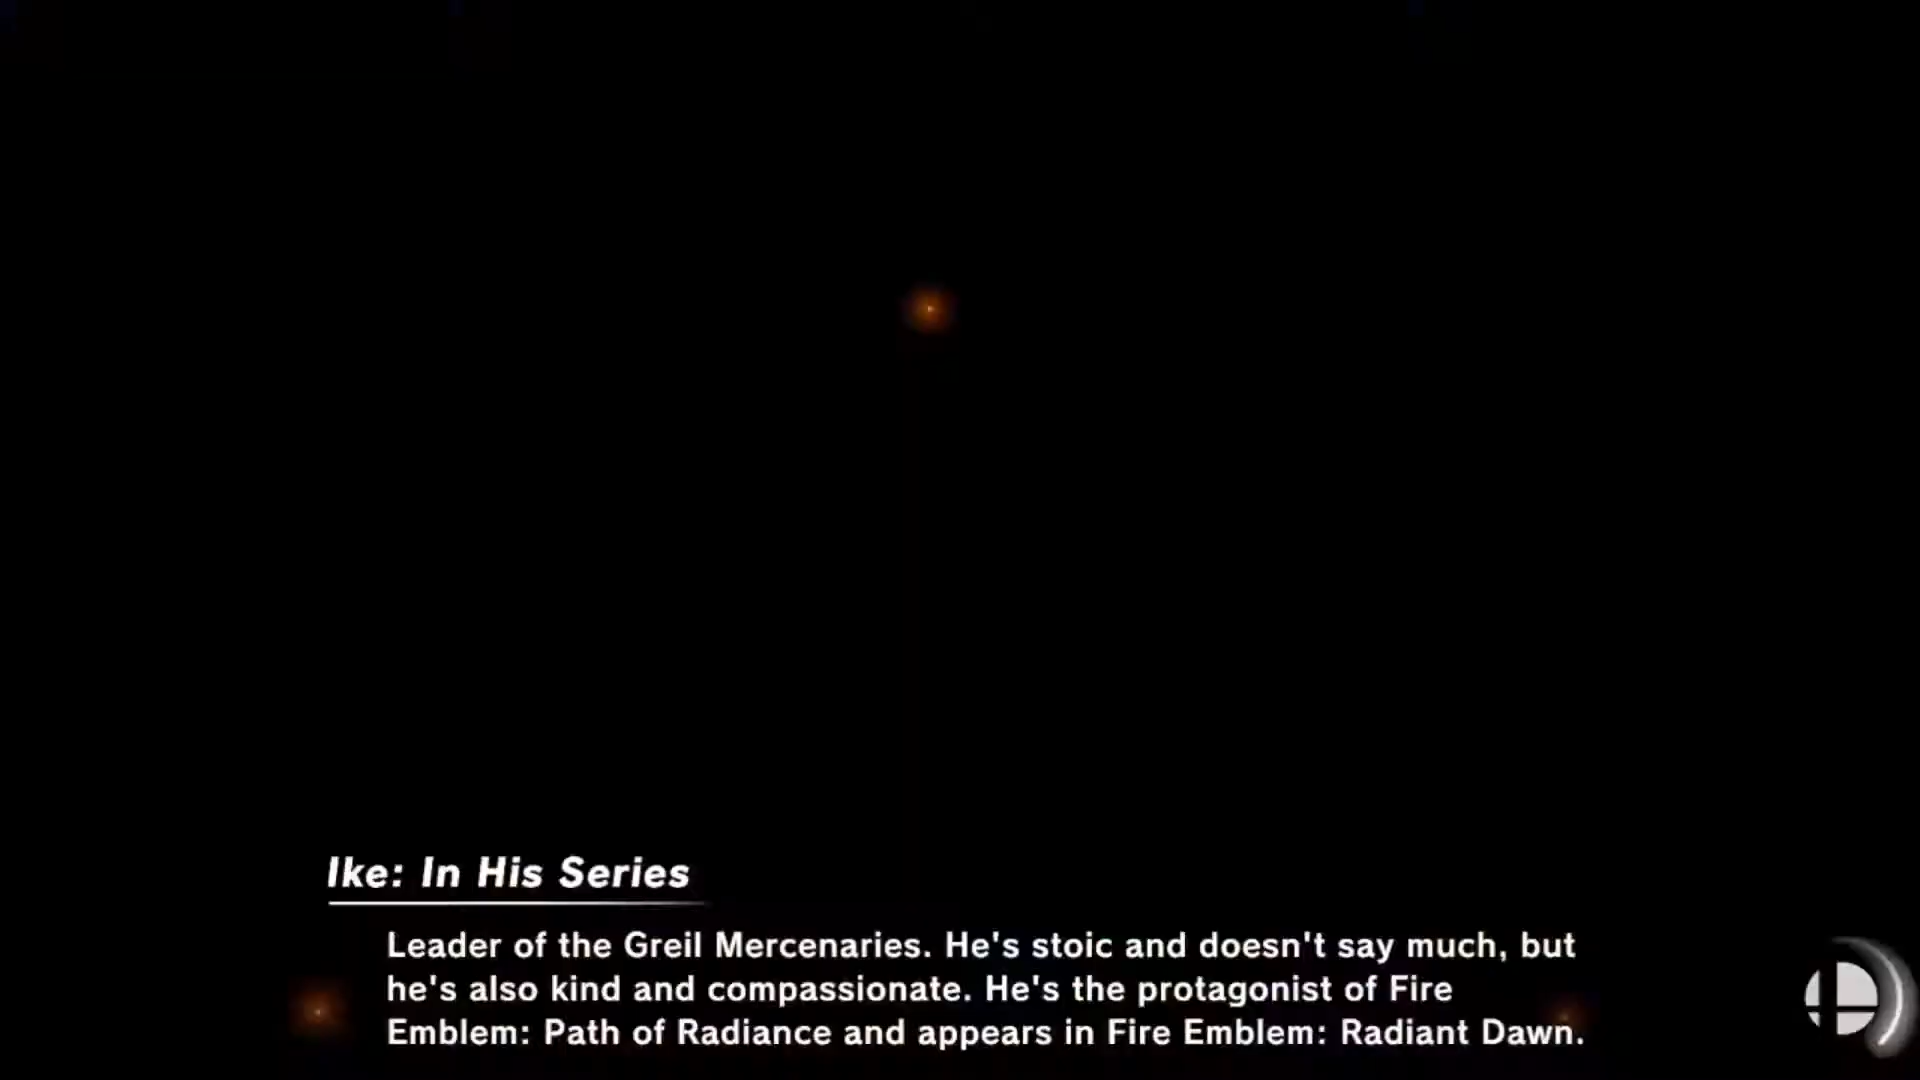 Ike: In His Series
Leader of the Greil Mercenaries. He's stoic and doesn't say much, but
he's also kind and compassionate. He's the protagonist of Fire
Emblem: Path of Radiance and appears in Fire Emblem: Radiant Dawn.